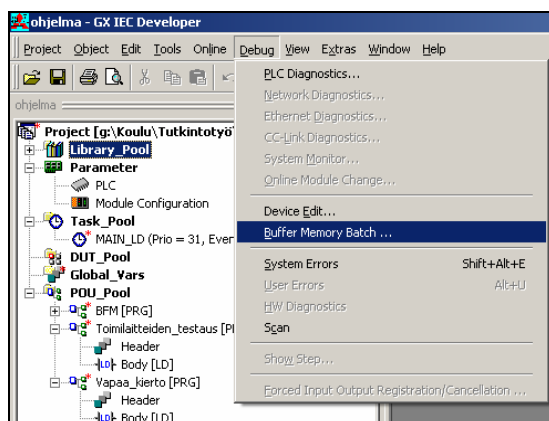 ohjelma - GX IEC Developer
Project Object Edit Tools Online Debug View Extras Window Help
ohjelma
Project [g:\Koulu\Tutkintotyö
Library_Pool
Parameter
PLC
Module Configuration
Task_Pool
MAIN_LD (Prio = 31, Ever
DUT_Pool
Global_Vars
POU_Pool
BFM [PRG]
Toimilaitteiden_testaus [P
Header
Body [LD]
Vapaa_kierto [PRG]
Header
Body [LD]
PLC Diagnostics...
Network Diagnostics...
Ethernet Diagnostics...
CC-Link Diagnostics...
System Monitor...
Online Module Change...
Device Edit...
Buffer Memory Batch ...
System Errors Shift+Alt+E
User Errors Alt+U
HW Diagnostics
Scan
Show Step...
Forced Input Output Registration/Cancellation ...